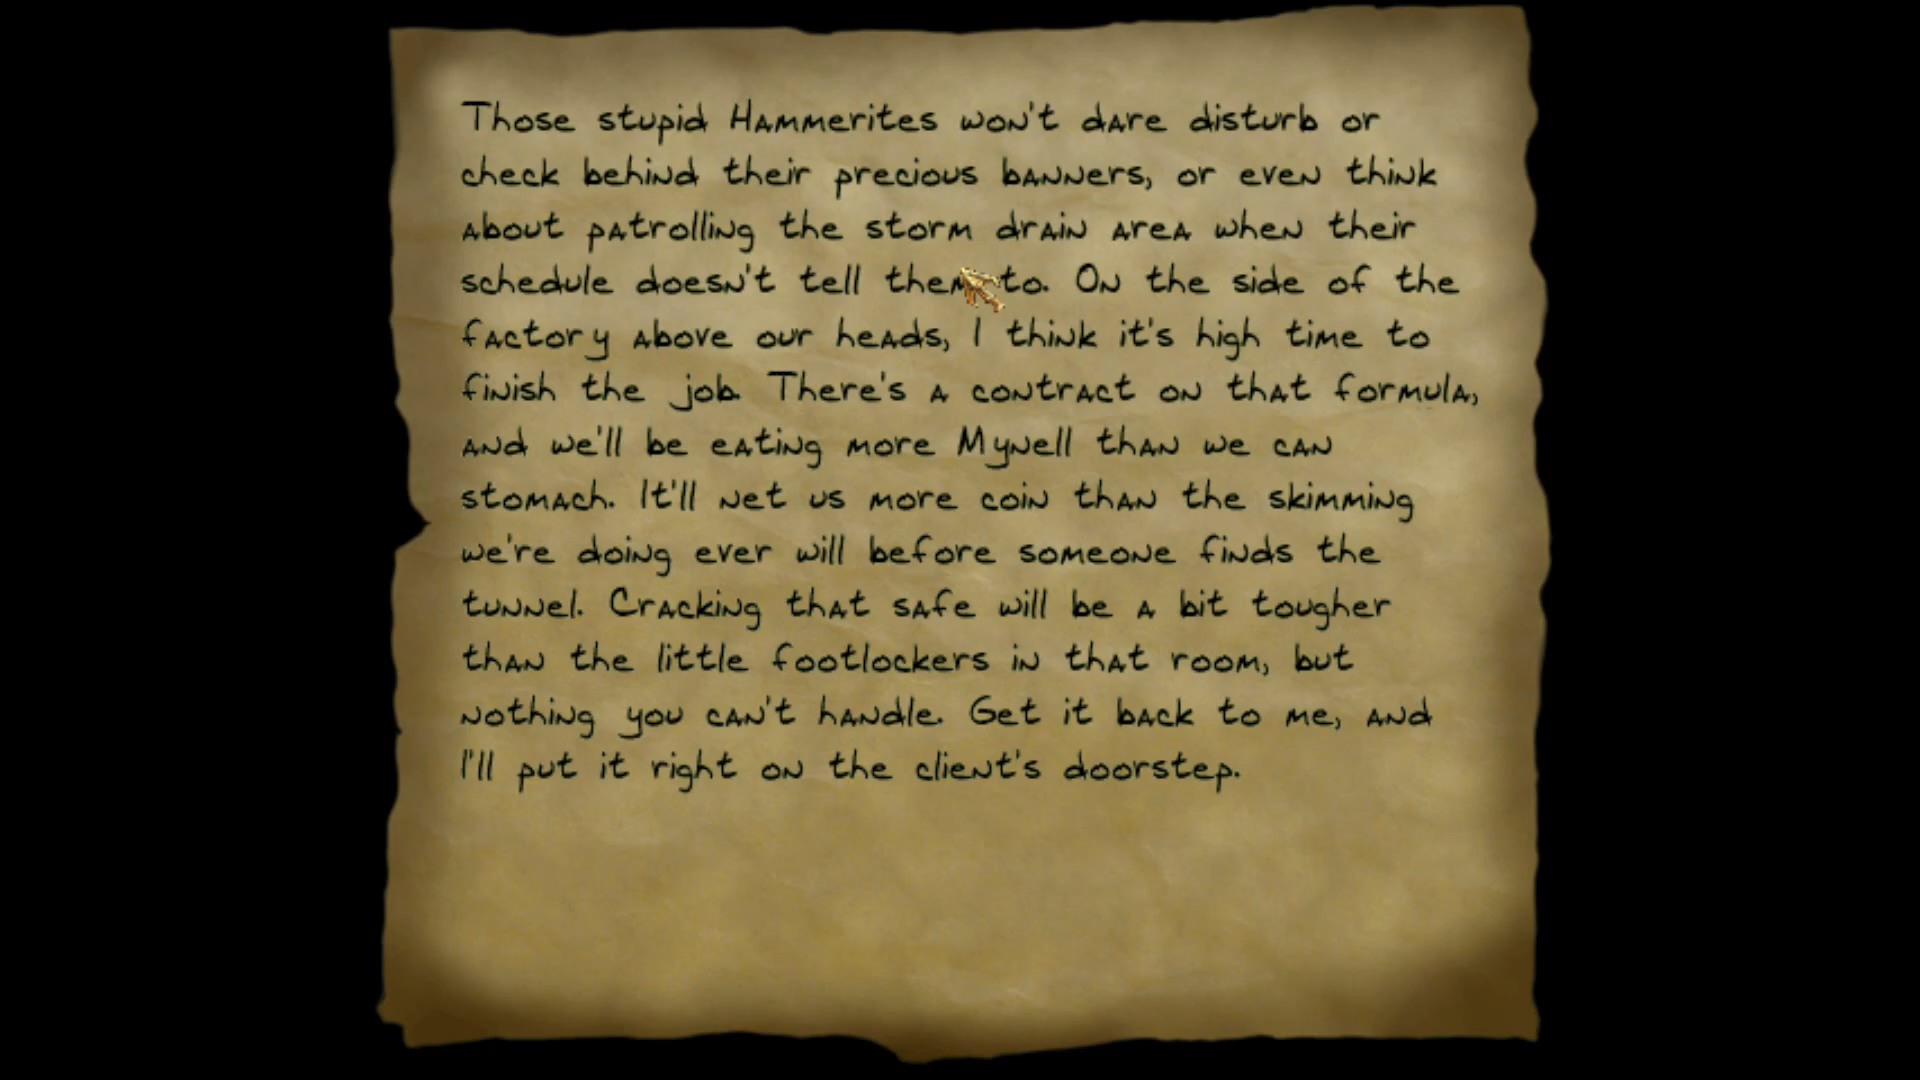 Those stupid Hammerites won't dare disturb or
check behind their precious banners, or even think
about patrolling the storm drain area when their
schedule doesn't tell them to. On the side of the
factory above our heads, I think it's high time to
finish the job. There's a contract on that formula,
and we'll be eating more Mynell than we can
stomach. It'll net us more coin than the skimming
we're doing ever will before someone finds the
tunnel. Cracking that safe will be a bit tougher
than the little footlockers in that room, but
nothing you can't handle. Get it back to me, and
I'll put it right on the client's doorstep.